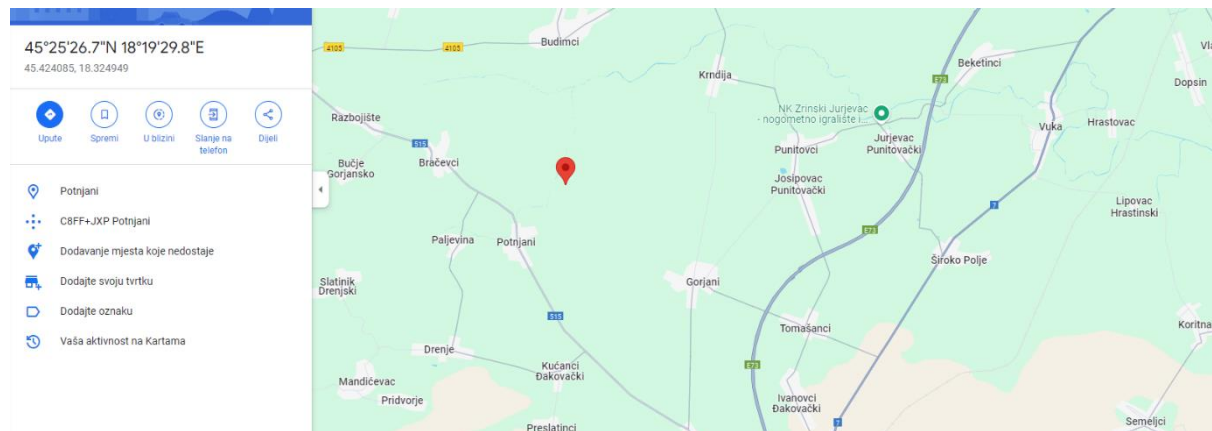 45°25'26.7"N 18°19'29.8"E
45.424085, 18.324949
Upute
Spremi
U blizini
Slanje na
telefon
Dijeli
Potnjani
C8FF+JXP Potnjani
Dodavanje mjesta koje nedostaje
Dodajte svoju tvrtku
Dodajte oznaku
Vaša aktivnost na Kartama
4105
4105
Budimci
Krndija
E73
Beketinci
Dopsin
Razbojište
NK Zrinski Jurjevac
- nogometno igralište i...
Vuka
Hrastovac
515
Jurjevac
Punitovački
Punitovci
Bučje
Gorjansko
Bračevci
Josipovac
Punitovački
7
Lipovac
Hrastinski
Paljevina
Potnjani
E73
Široko Polje
Slatinik
Drenjski
Gorjani
515
Tomašanci
Koritna
Drenje
Kućanci
Đakovački
E73
Mandićevac
Pridvorje
Ivanovci
Đakovački
7
Semeljci
Preslatinci